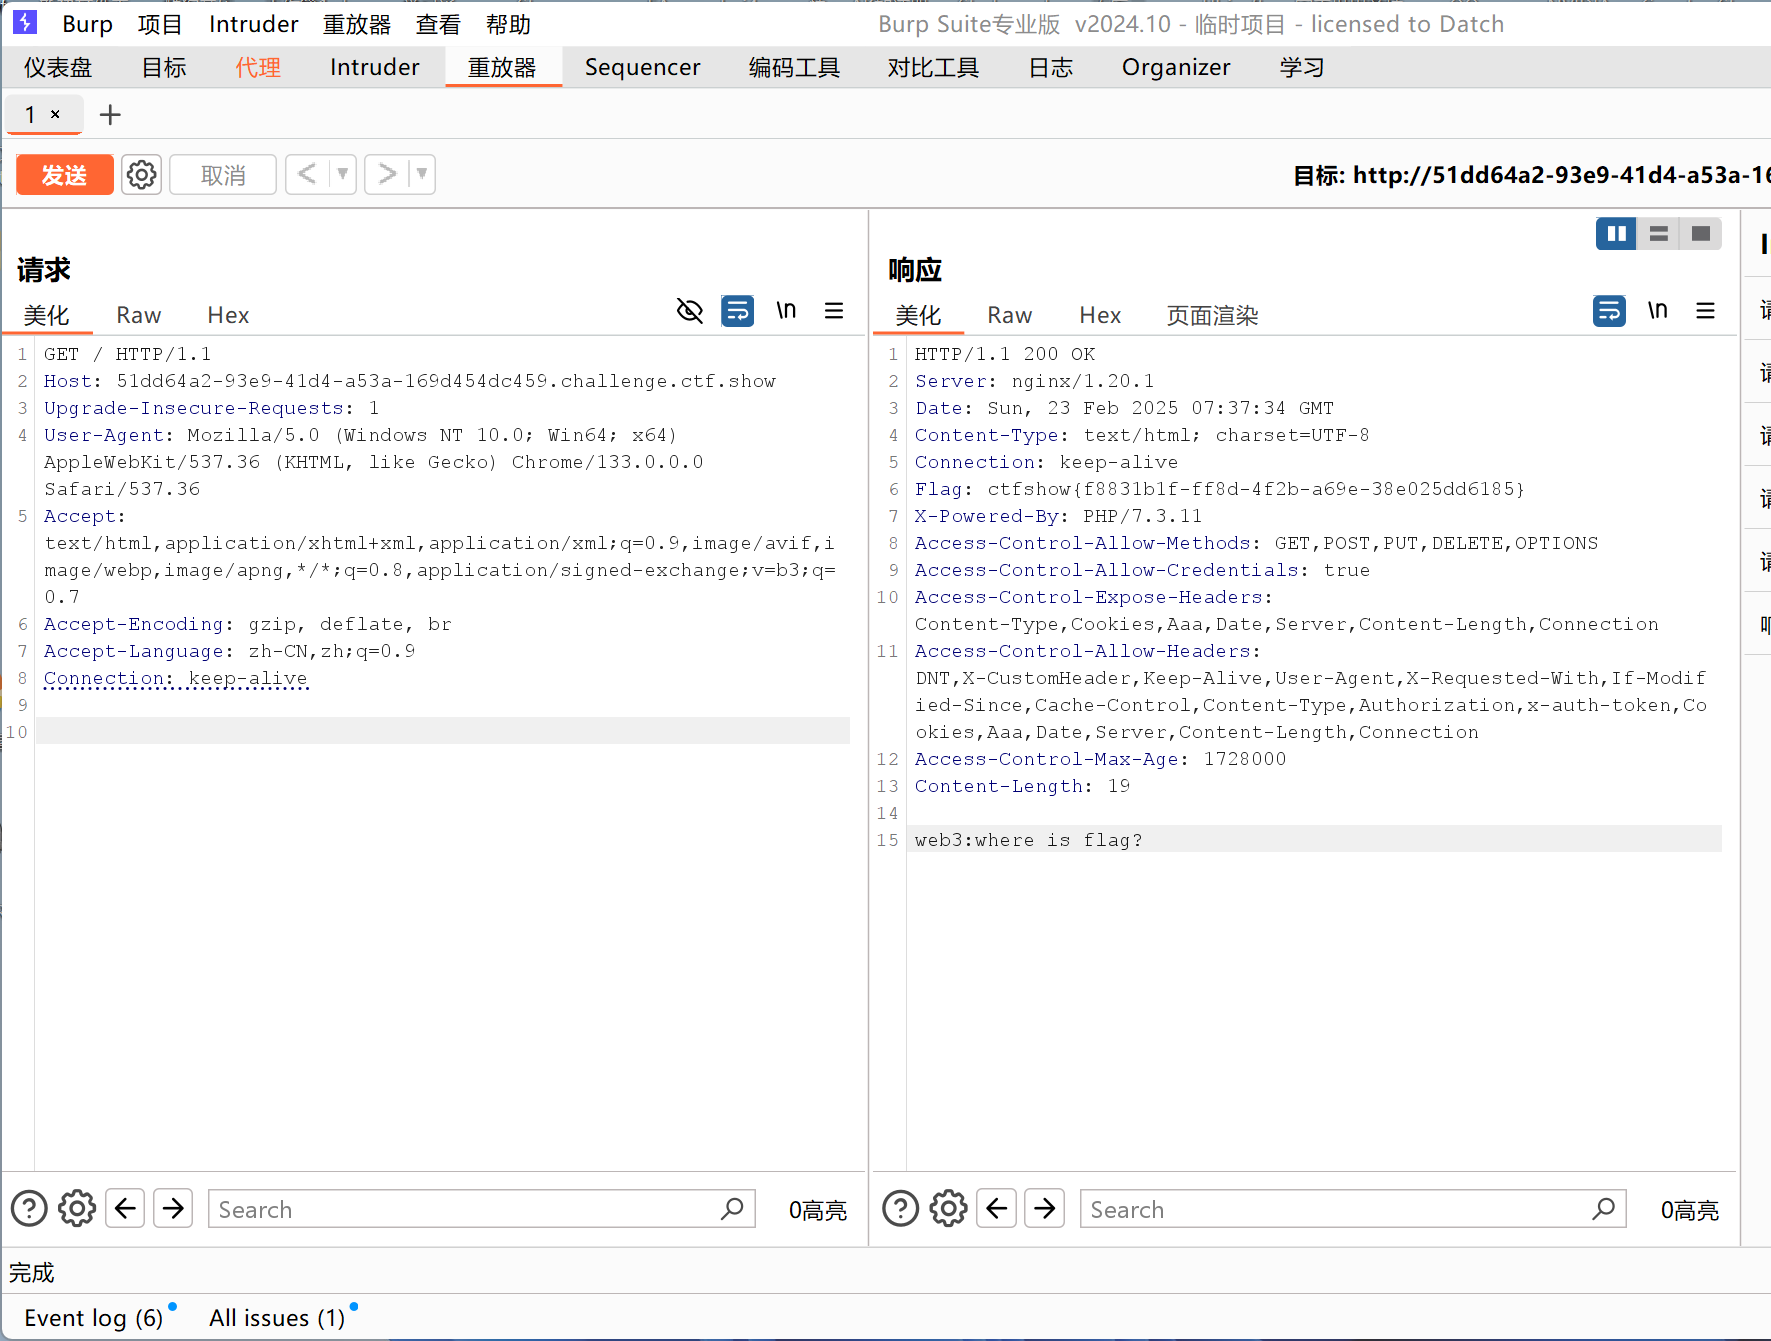 Burp 项目 Intruder 重放器 查看 帮助 Burp Suite专业版 v2024.10 - 临时项目 - licensed to Datch
仪表盘 目标 代理 Intruder 重放器 Sequencer 编码工具 对比工具 日志 Organizer 学习
1 × +
发送 取消 < > 目标: http://51dd64a2-93e9-41d4-a53a-16
请求
美化 Raw Hex \n
1 GET / HTTP/1.1
2 Host: 51dd64a2-93e9-41d4-a53a-169d454dc459.challenge.ctf.show
3 Upgrade-Insecure-Requests: 1
4 User-Agent: Mozilla/5.0 (Windows NT 10.0; Win64; x64)
AppleWebKit/537.36 (KHTML, like Gecko) Chrome/133.0.0.0
Safari/537.36
5 Accept:
text/html,application/xhtml+xml,application/xml;q=0.9,image/avif,i
mage/webp,image/apng,*/*;q=0.8,application/signed-exchange;v=b3;q=
0.7
6 Accept-Encoding: gzip, deflate, br
7 Accept-Language: zh-CN,zh;q=0.9
8 Connection: keep-alive
9
10
Search 0高亮
响应
美化 Raw Hex 页面渲染 \n
1 HTTP/1.1 200 OK
2 Server: nginx/1.20.1
3 Date: Sun, 23 Feb 2025 07:37:34 GMT
4 Content-Type: text/html; charset=UTF-8
5 Connection: keep-alive
6 Flag: ctfshow{f8831b1f-ff8d-4f2b-a69e-38e025dd6185}
7 X-Powered-By: PHP/7.3.11
8 Access-Control-Allow-Methods: GET,POST,PUT,DELETE,OPTIONS
9 Access-Control-Allow-Credentials: true
10 Access-Control-Expose-Headers:
Content-Type,Cookies,Aaa,Date,Server,Content-Length,Connection
11 Access-Control-Allow-Headers:
DNT,X-CustomHeader,Keep-Alive,User-Agent,X-Requested-With,If-Modif
ied-Since,Cache-Control,Content-Type,Authorization,x-auth-token,Co
okies,Aaa,Date,Server,Content-Length,Connection
12 Access-Control-Max-Age: 1728000
13 Content-Length: 19
14
15 web3:where is flag?
Search 0高亮
完成
Event log (6) All issues (1)